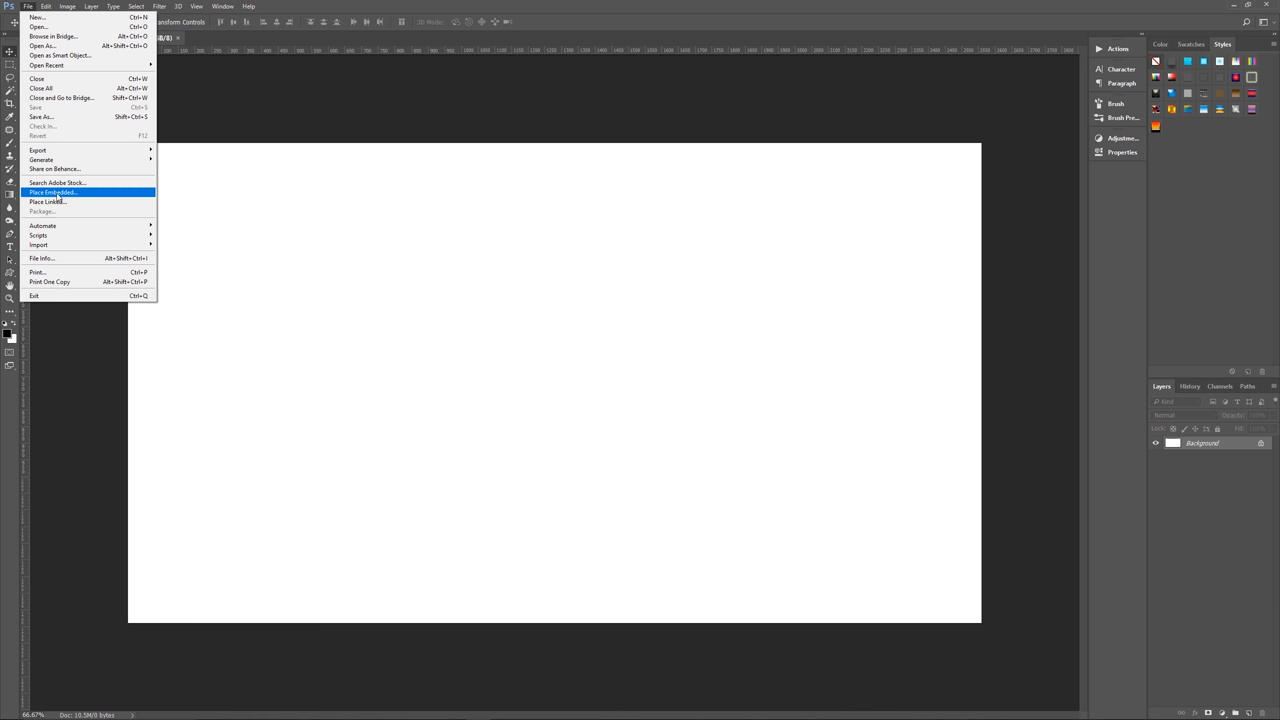 Ps File Edit Image Layer Type Select Filter 3D View Window Help
Transform Controls 3D Mode:
New... Ctrl+N
Open... Ctrl+O
Browse in Bridge... Alt+Ctrl+O
Open As... Alt+Shift+Ctrl+O
Open as Smart Object...
Open Recent
Close Ctrl+W
Close All Alt+Ctrl+W
Close and Go to Bridge... Shift+Ctrl+W
Save Ctrl+S
Save As... Shift+Ctrl+S
Check In...
Revert F12
Export
Generate
Share on Behance...
Search Adobe Stock...
Place Embedded...
Place Linked...
Package...
Automate
Scripts
Import
File Info... Alt+Shift+Ctrl+I
Print... Ctrl+P
Print One Copy Alt+Shift+Ctrl+P
Exit Ctrl+Q
Actions
Character
Paragraph
Brush
Brush Pre...
Adjustme...
Properties
Color Swatches Styles
Layers History Channels Paths
Kind
Normal Opacity: 100%
Lock: Fill: 100%
Background
66.67% Doc: 10.5M/0 bytes